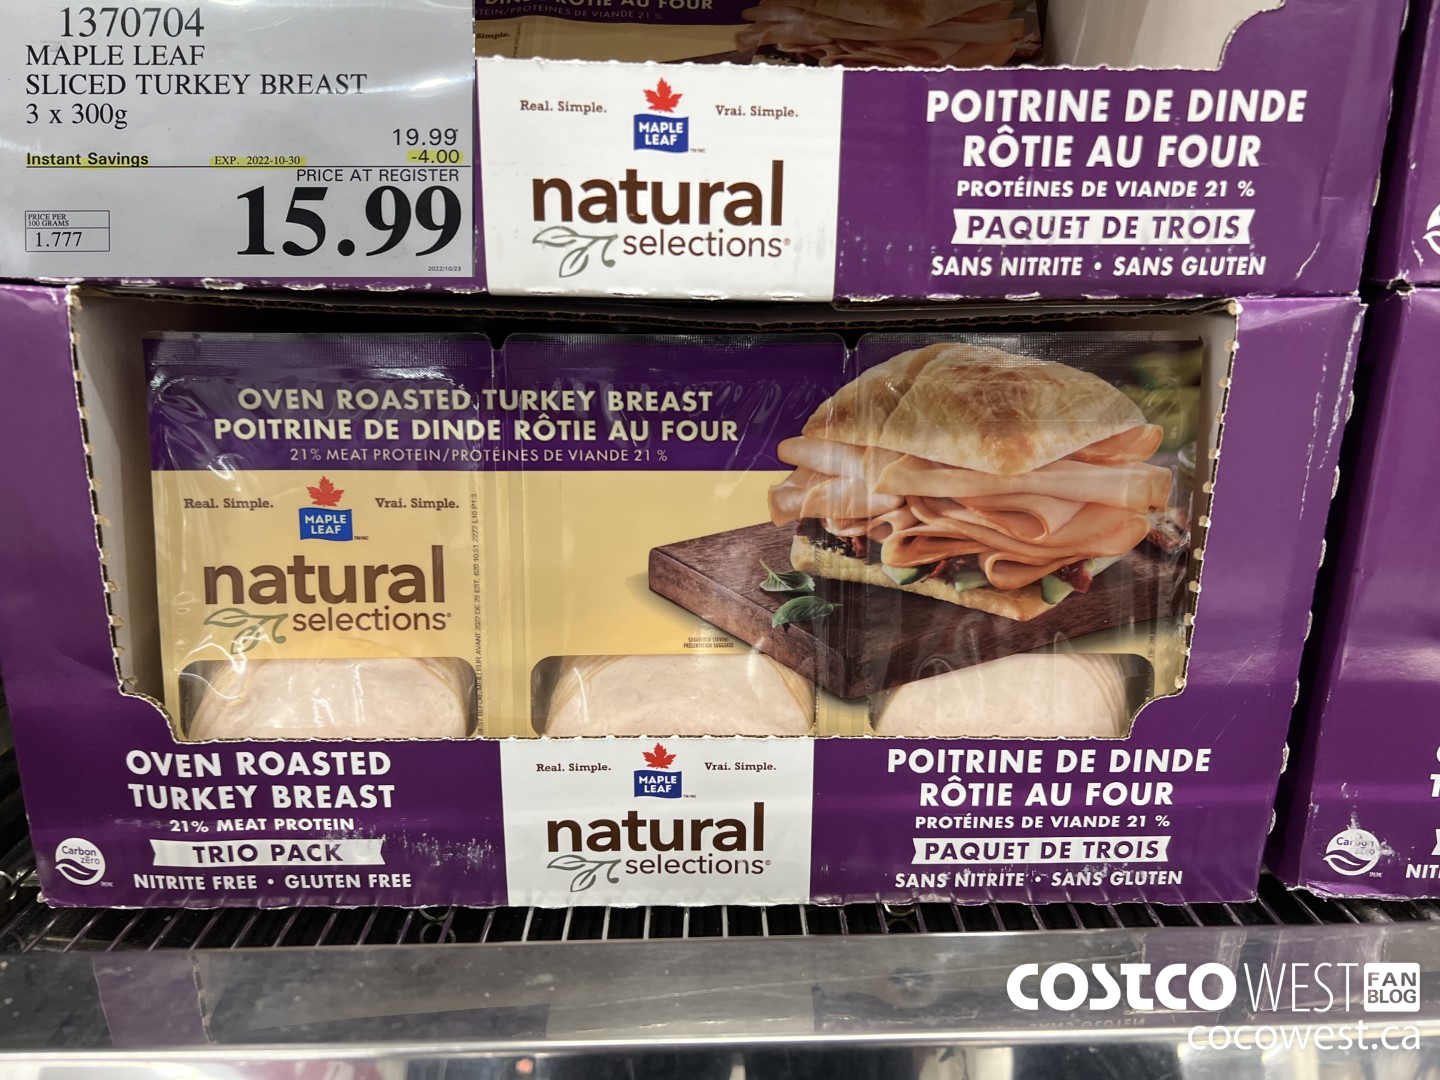 1370704
MAPLE LEAF
SLICED TURKEY BREAST
3 x 300g
19.99
Instant Savings EXP. 2022-10-30 -4.00
PRICE AT REGISTER
15.99
PRICE PER
100 GRAMS
1.777
2022/10/23
Real. Simple. Vrai. Simple.
MAPLE
LEAF
natural
selections
POITRINE DE DINDE
RÔTIE AU FOUR
PROTÉINES DE VIANDE 21 %
PAQUET DE TROIS
SANS NITRITE • SANS GLUTEN
OVEN ROASTED TURKEY BREAST
POITRINE DE DINDE RÔTIE AU FOUR
21% MEAT PROTEIN/PROTÉINES DE VIANDE 21 %
Real. Simple. Vrai. Simple.
MAPLE
LEAF
natural
selections
OVEN ROASTED
TURKEY BREAST
21% MEAT PROTEIN
TRIO PACK
NITRITE FREE • GLUTEN FREE
Carbon
zero
Real. Simple. Vrai. Simple.
MAPLE
LEAF
natural
selections
POITRINE DE DINDE
RÔTIE AU FOUR
PROTÉINES DE VIANDE 21 %
PAQUET DE TROIS
SANS NITRITE • SANS GLUTEN
Carbon
zero
COSTCO WEST FAN
BLOG
cocowest.ca